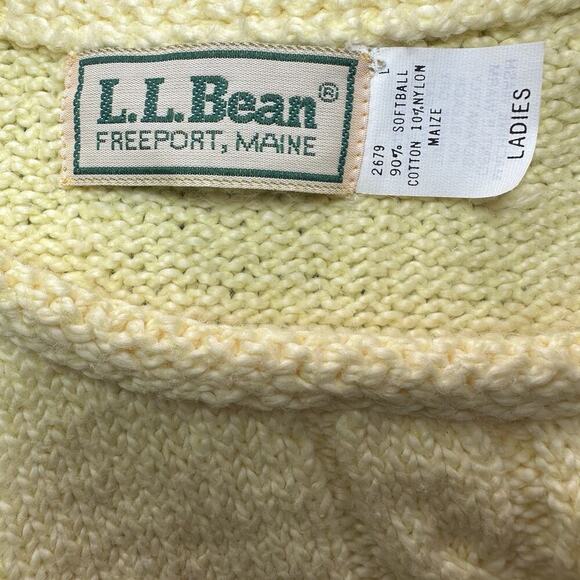 L.L.Bean®
FREEPORT, MAINE
L
2679
90% SOFTBALL
COTTON 10% NYLON
MAIZE
LADIES